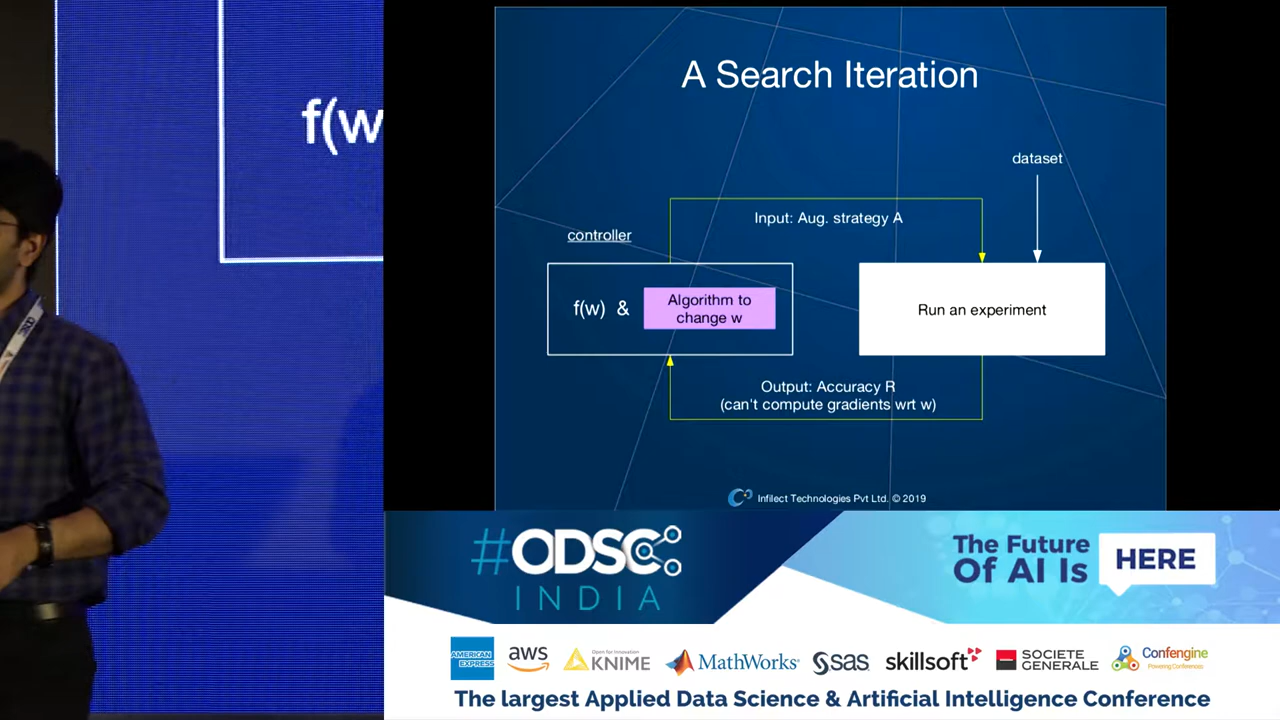 f(w
A Search Iteration
dataset
Input: Aug. strategy A
controller
f(w) &
Algorithm to
change w
Run an experiment
Output: Accuracy R
(can't compute gradients wrt w)
Infilect Technologies Pvt Ltd. © 2019
#ODSC
INDIA
The Future
Of AI Is
HERE
AMERICAN
EXPRESS
aws
Open for Innovation
KNIME
MathWorks
sas
skillsoft
SOCIETE
GENERALE
Confengine
Powering Conferences
The largest Applied Data Science & Artificial Intelligence Conference